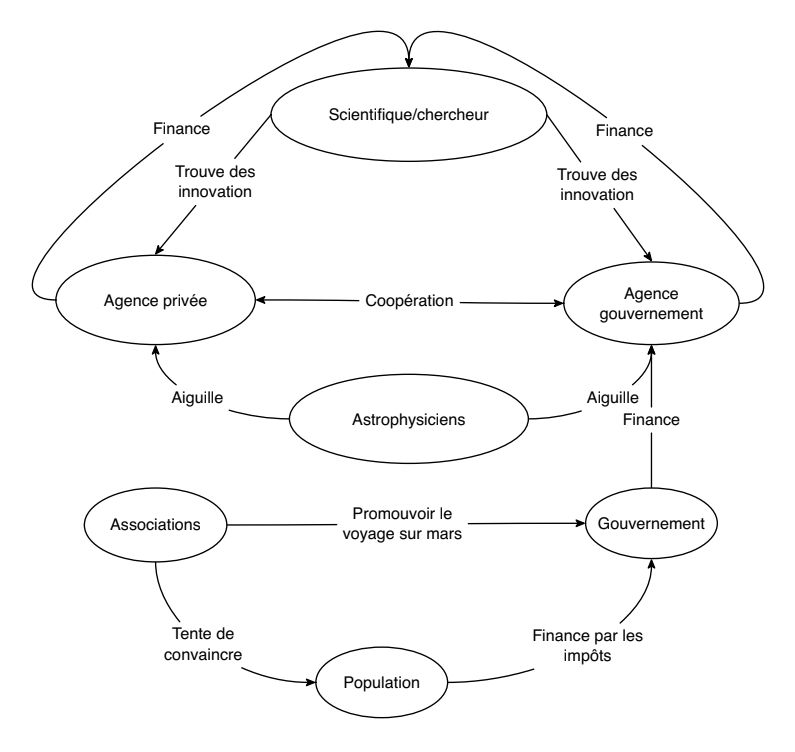 Scientifique/chercheur
Finance
Finance
Trouve des
innovation
Trouve des
innovation
Agence privée
Coopération
Agence
gouvernement
Aiguille
Astrophysiciens
Aiguille
Finance
Associations
Promouvoir le
voyage sur mars
Gouvernement
Tente de
convaincre
Finance par les
impôts
Population